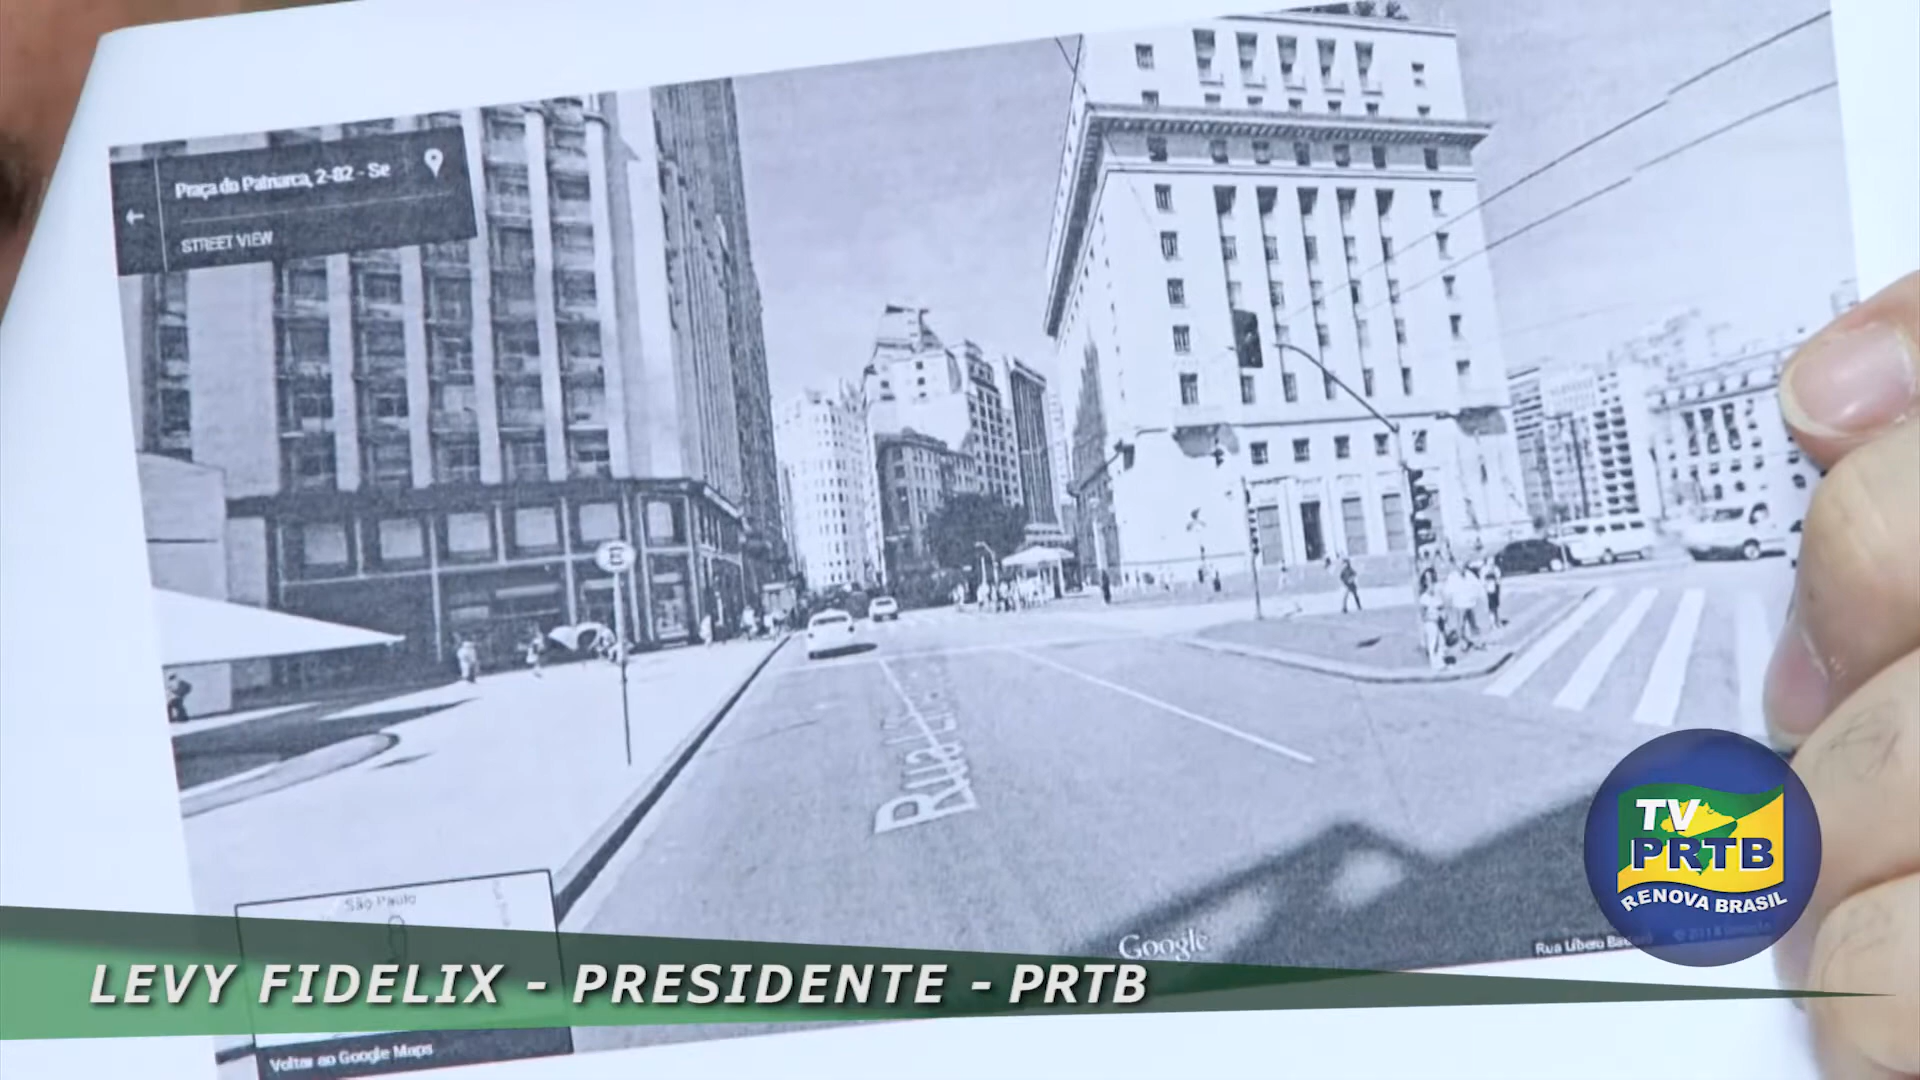 Praça do Patriarca, 2-82 - Se
STREET VIEW
E
Rua
São Paulo
Google
Rua Líbero
TV
PRTB
RENOVA BRASIL
LEVY FIDELIX - PRESIDENTE - PRTB
Voltar ao Google Maps